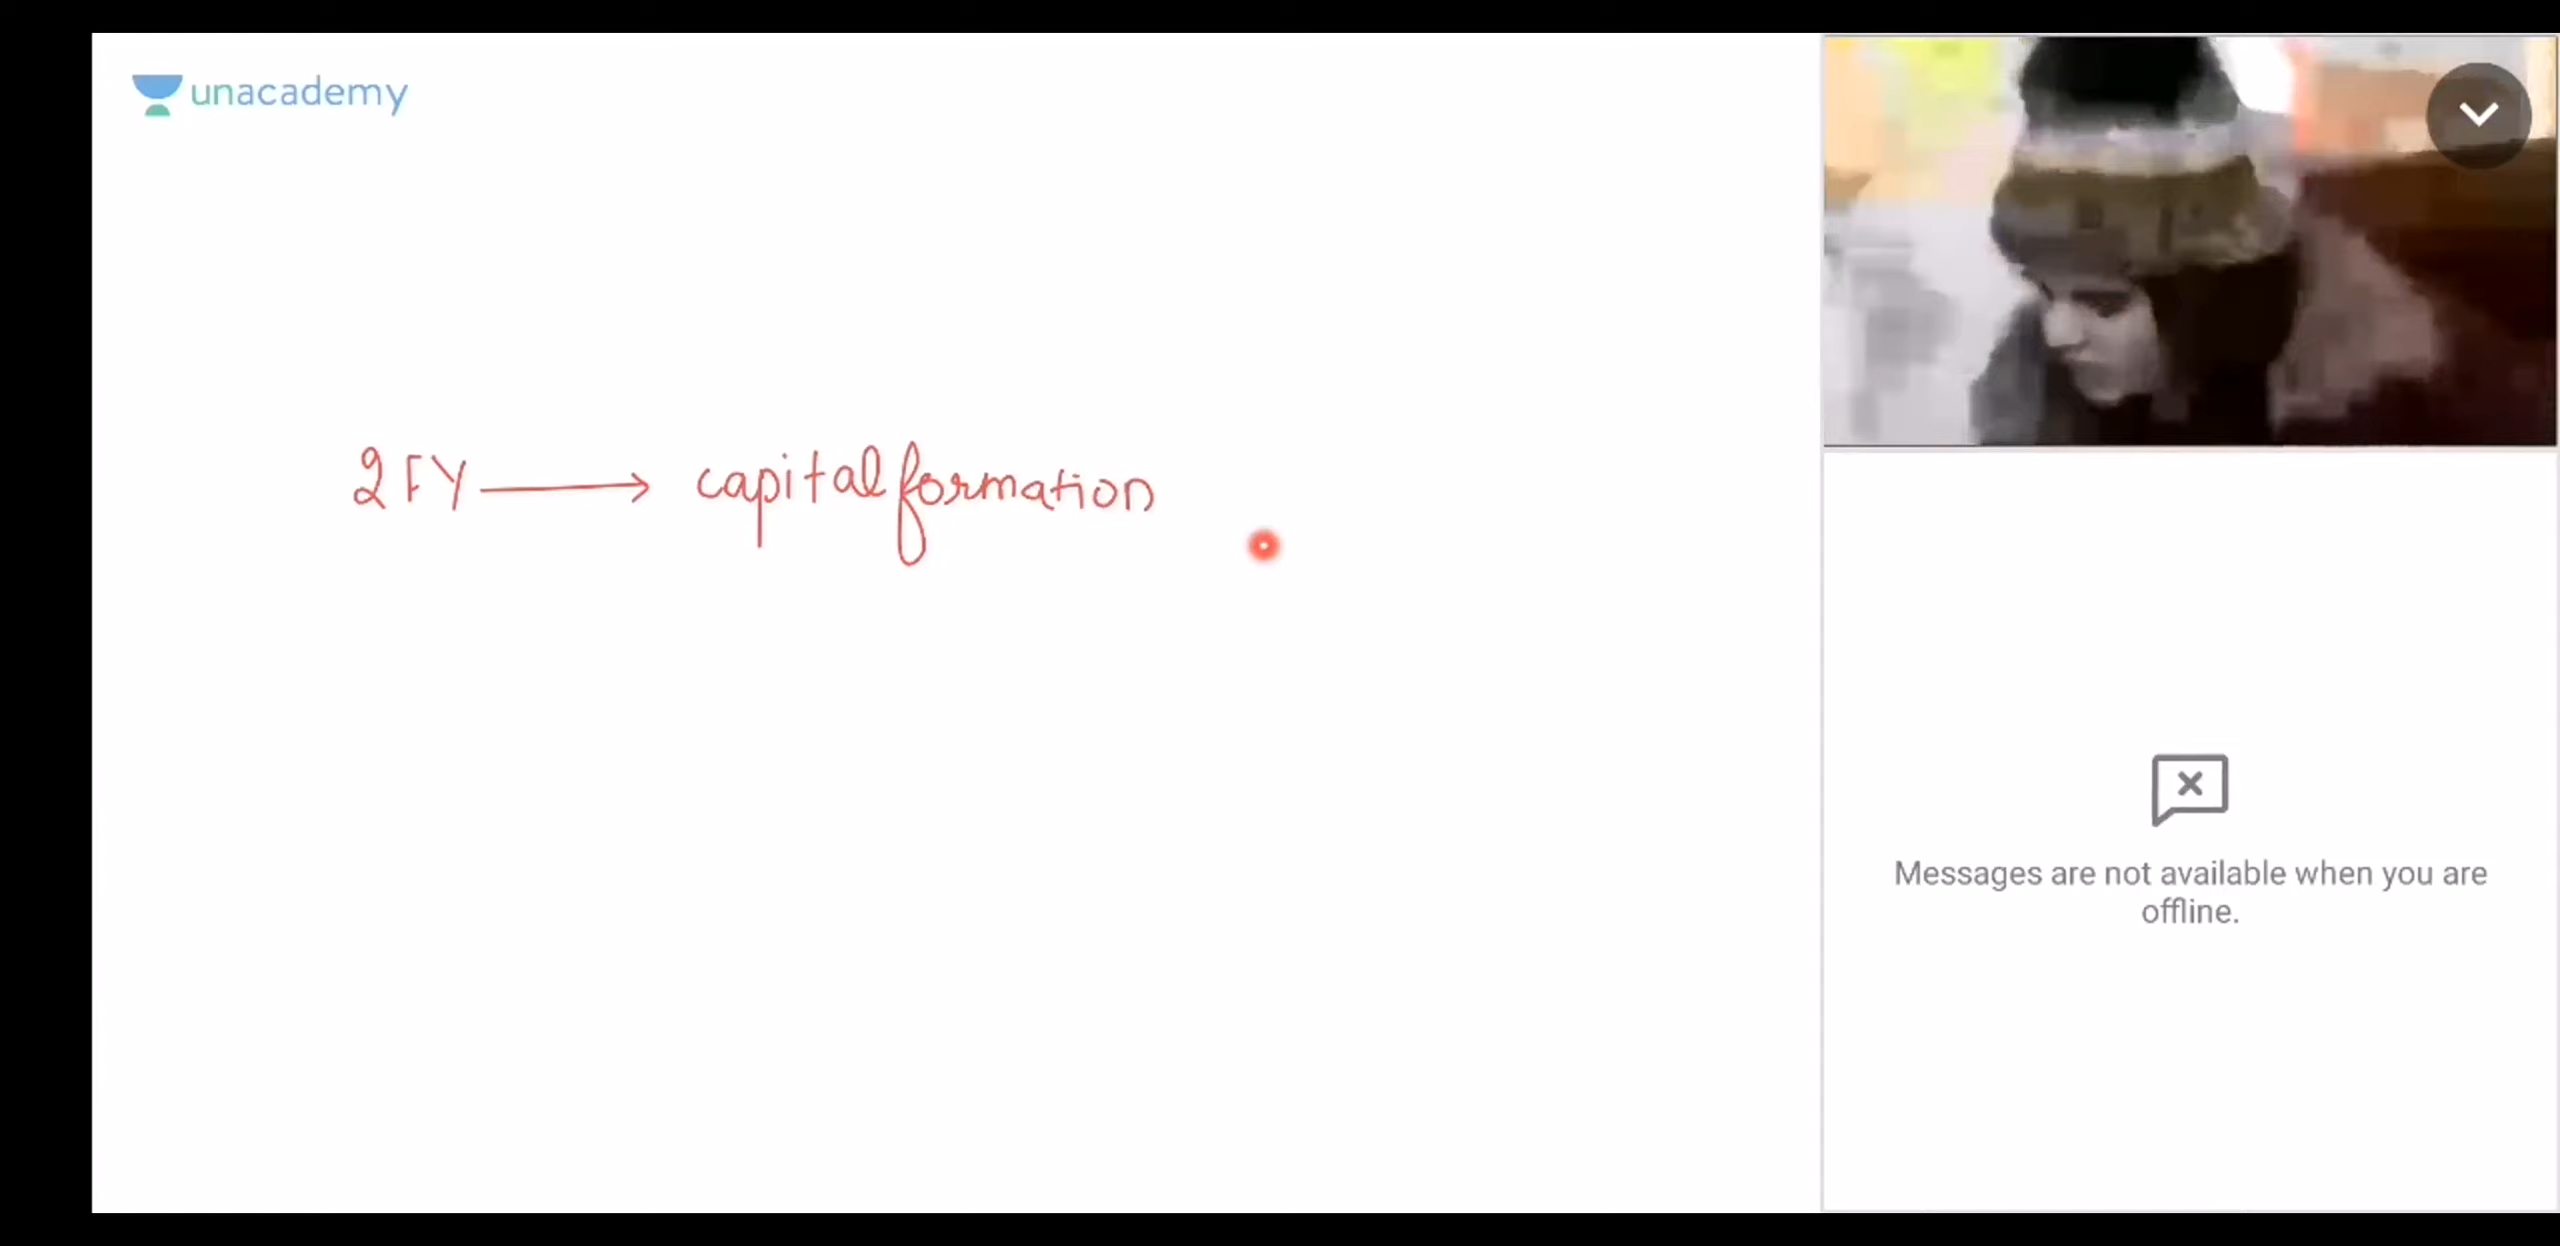 unacademy
2FY → capital formation
Messages are not available when you are
offline.